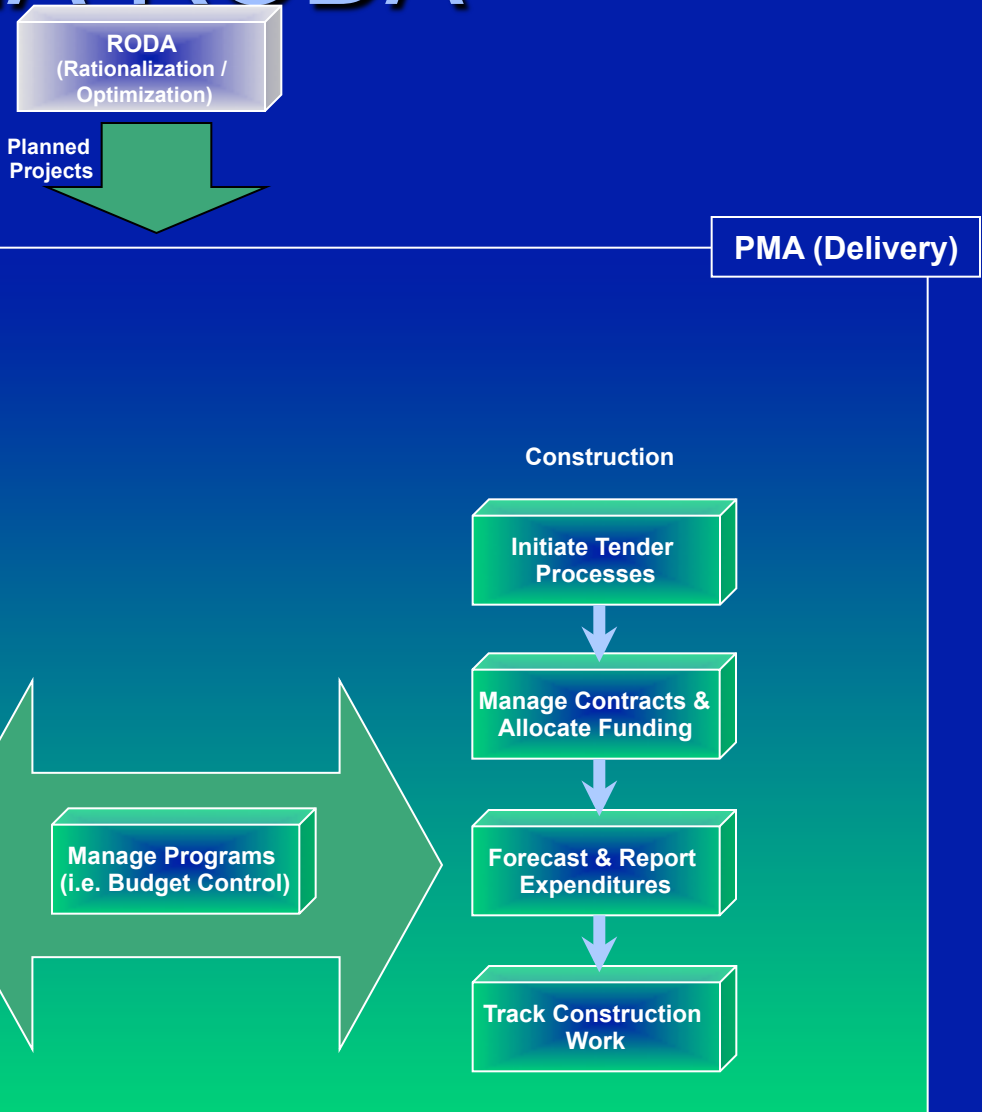 RODA
(Rationalization /
Optimization)
Planned
Projects
PMA (Delivery)
Construction
Initiate Tender
Processes
Manage Contracts &
Allocate Funding
Manage Programs
(i.e. Budget Control)
Forecast & Report
Expenditures
Track Construction
Work